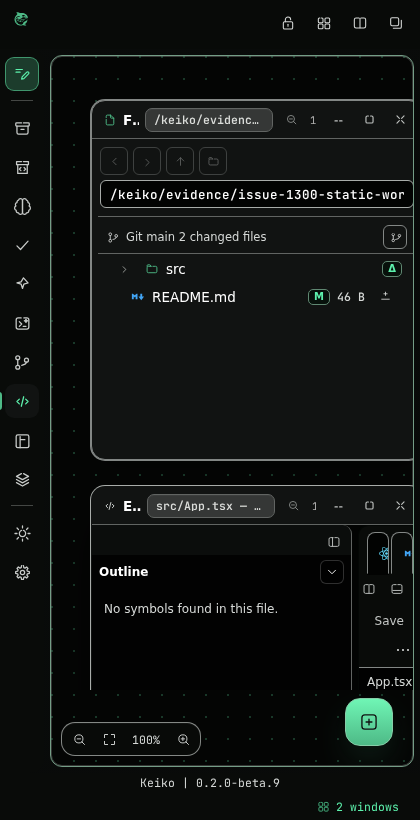 F.. /keiko/evidenc… 1
/keiko/evidence/issue-1300-static-wor
Git main 2 changed files
src Δ
M↓ README.md M 46 B
E.. src/App.tsx — … 1
Outline
No symbols found in this file.
Save
…
App.tsx
100%
Keiko | 0.2.0-beta.9
2 windows